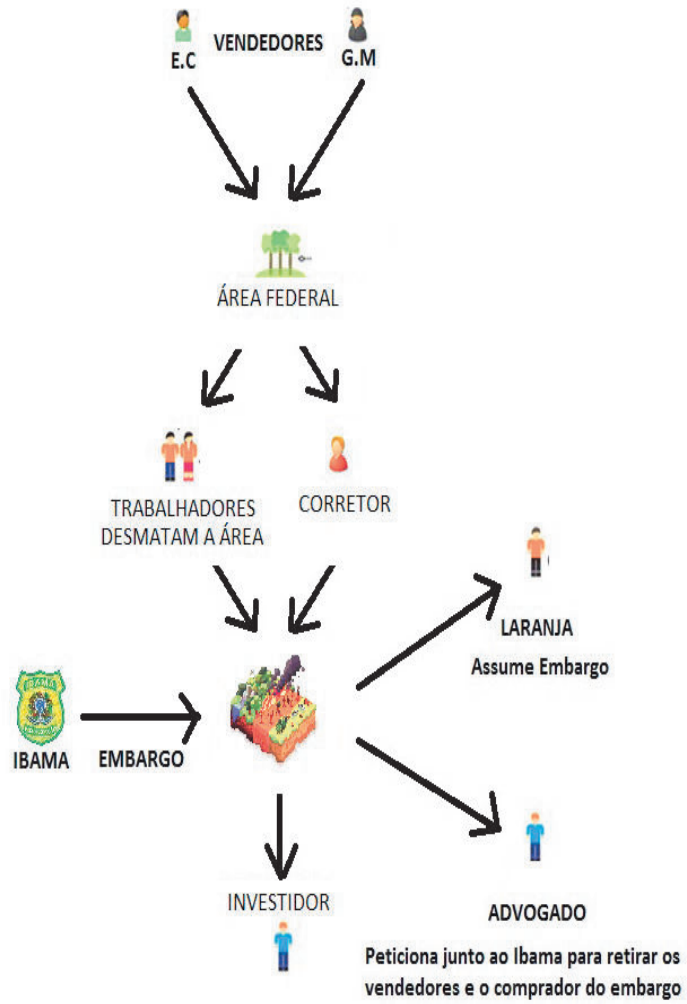 VENDEDORES
E.C
G.M
ÁREA FEDERAL
TRABALHADORES
DESMATAM A ÁREA
CORRETOR
LARANJA
Assume Embargo
IBAMA
IBAMA
EMBARGO
INVESTIDOR
ADVOGADO
Peticiona junto ao Ibama para retirar os
vendedores e o comprador do embargo